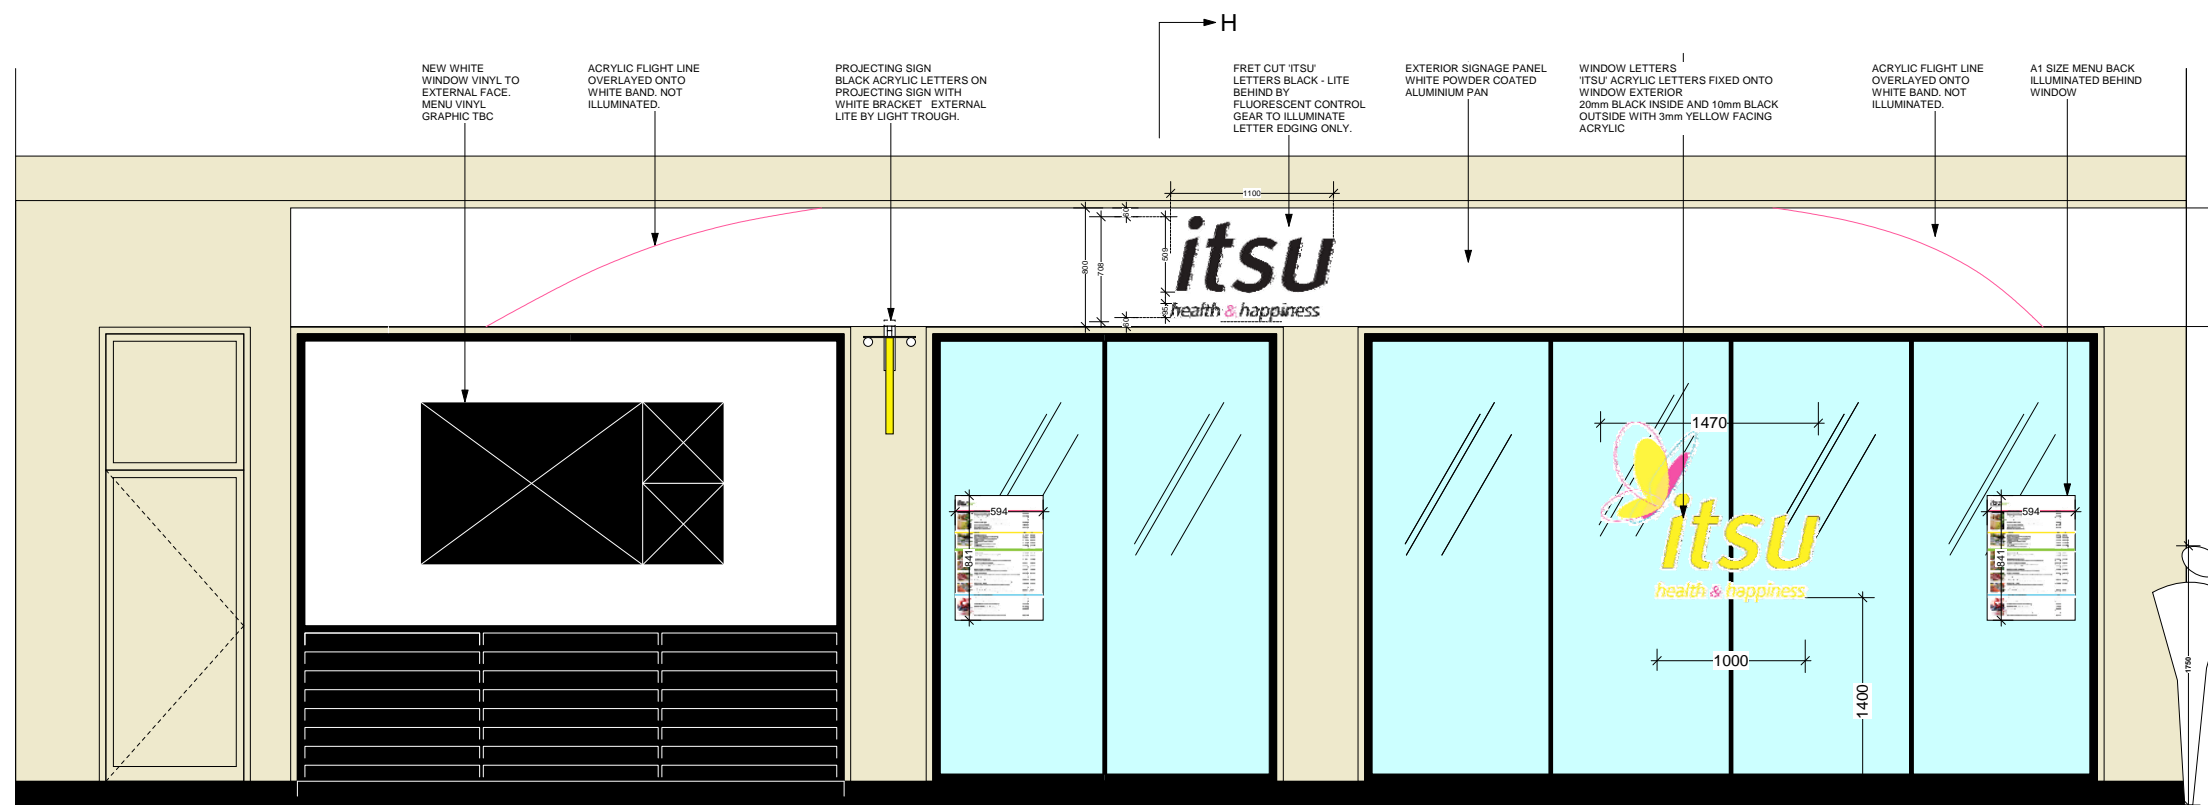 H
NEW WHITE
WINDOW VINYL TO
EXTERNAL FACE.
MENU VINYL
GRAPHIC TBC
ACRYLIC FLIGHT LINE
OVERLAYED ONTO
WHITE BAND. NOT
ILLUMINATED.
PROJECTING SIGN
BLACK ACRYLIC LETTERS ON
PROJECTING SIGN WITH
WHITE BRACKET EXTERNAL
LITE BY LIGHT TROUGH.
FRET CUT 'ITSU'
LETTERS BLACK - LITE
BEHIND BY
FLUORESCENT CONTROL
GEAR TO ILLUMINATE
LETTER EDGING ONLY.
EXTERIOR SIGNAGE PANEL
WHITE POWDER COATED
ALUMINIUM PAN
WINDOW LETTERS
'ITSU' ACRYLIC LETTERS FIXED ONTO
WINDOW EXTERIOR
20mm BLACK INSIDE AND 10mm BLACK
OUTSIDE WITH 3mm YELLOW FACING
ACRYLIC
ACRYLIC FLIGHT LINE
OVERLAYED ONTO
WHITE BAND. NOT
ILLUMINATED.
A1 SIZE MENU BACK
ILLUMINATED BEHIND
WINDOW
1100
60
800
708
509
95
60
itsu
health & happiness
H
594
841
1470
itsu
health & happiness
1000
1400
594
841
1750